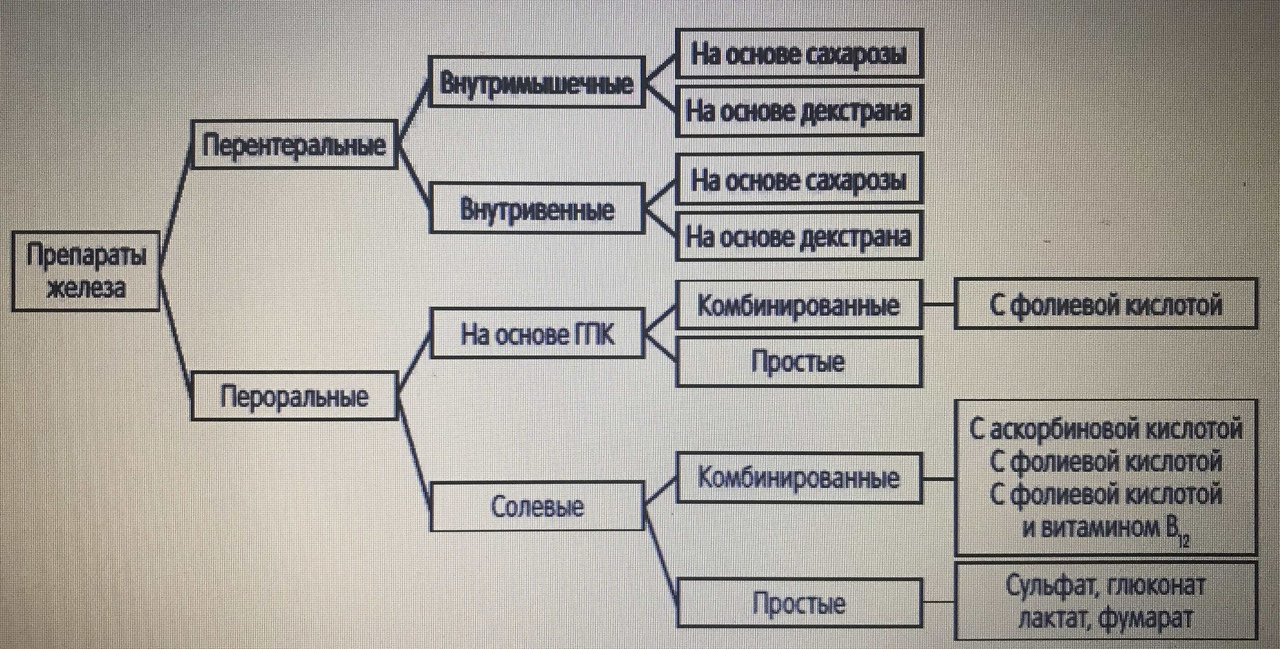 На основе сахарозы
Внутримышечные
На основе декстрана
Перентеральные
На основе сахарозы
Внутривенные
На основе декстрана
Препараты
железа
Комбинированные
С фолиевой кислотой
На основе ГПК
Простые
Пероральные
С аскорбиновой кислотой
С фолиевой кислотой
С фолиевой кислотой
и витамином В12
Комбинированные
Солевые
Простые
Сульфат, глюконат
лактат, фумарат